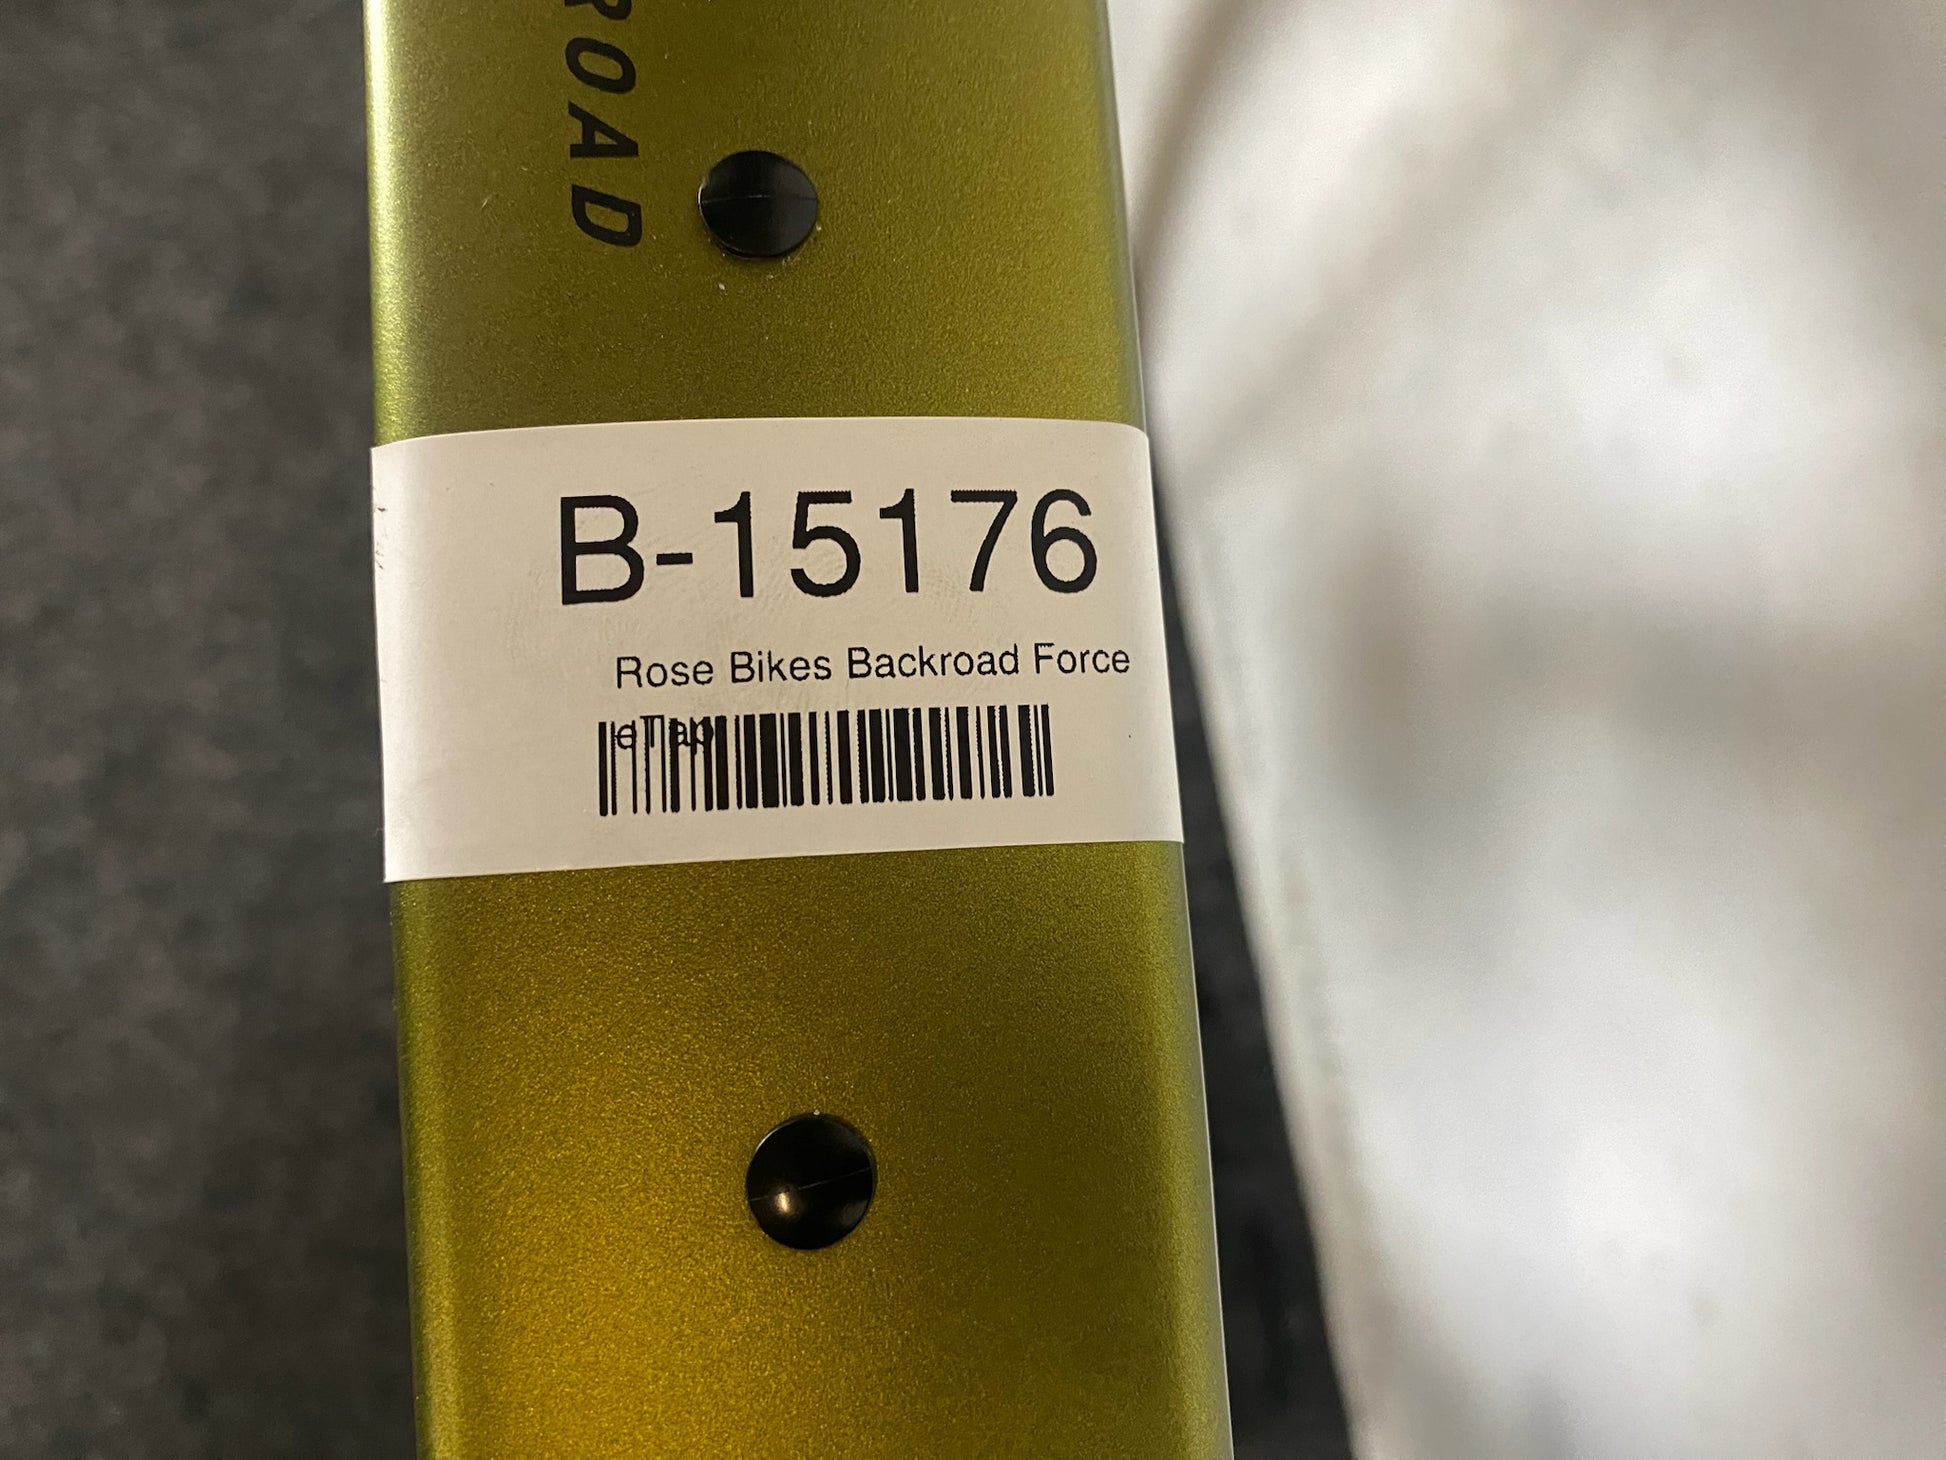 ROAD
B-15176
Rose Bikes Backroad Force
eTap